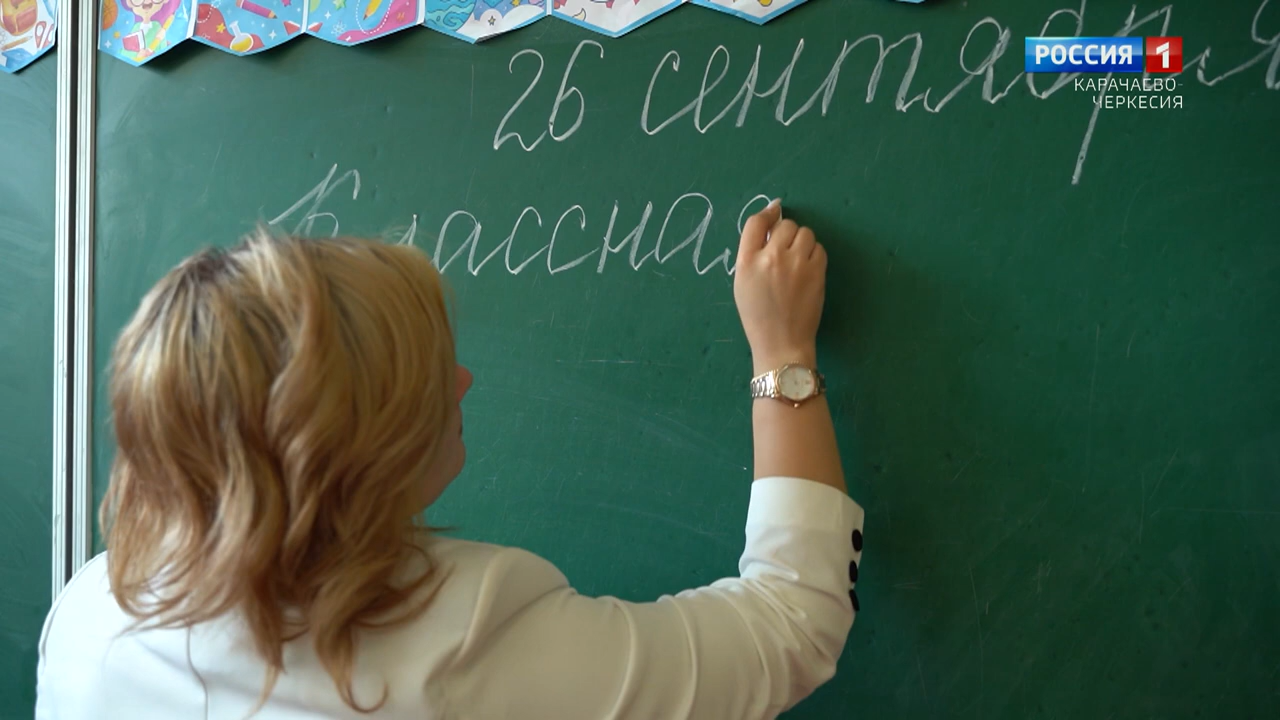 РОССИЯ 1
КАРАЧАЕВО-
ЧЕРКЕСИЯ
26 сентября
Классная